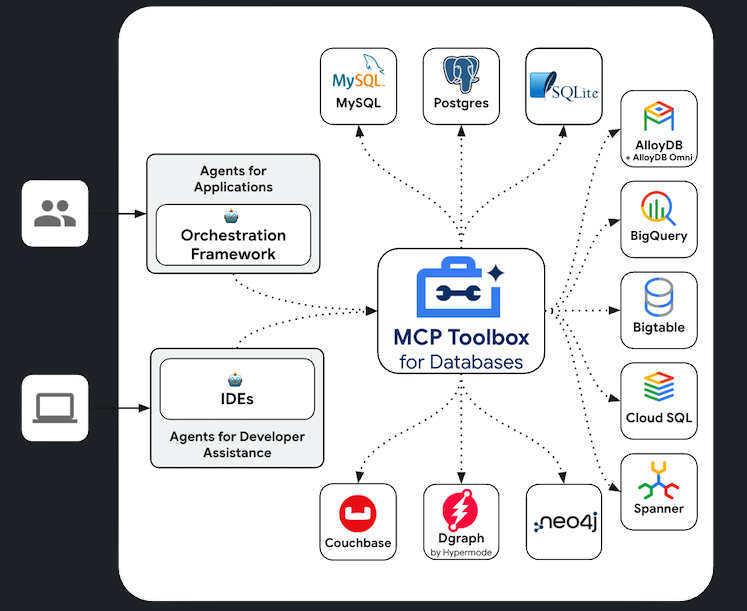 MySQL
MySQL
Postgres
SQLite
AlloyDB
+ AlloyDB Omni
BigQuery
Bigtable
Cloud SQL
Spanner
Agents for
Applications
Orchestration
Framework
MCP Toolbox
for Databases
IDEs
Agents for Developer
Assistance
Couchbase
Dgraph
by Hypermode
neo4j